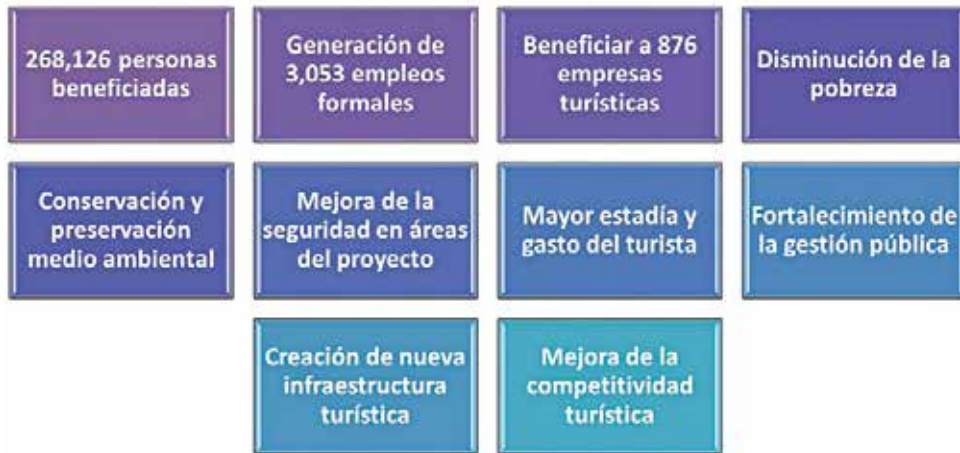 268,126 personas
beneficiadas
Generación de
3,053 empleos
formales
Beneficiar a 876
empresas
turísticas
Disminución de la
pobreza
Conservación y
preservación
medio ambiental
Mejora de la
seguridad en áreas
del proyecto
Mayor estadía y
gasto del turista
Fortalecimiento de
la gestión pública
Creación de nueva
infraestructura
turística
Mejora de la
competitividad
turística